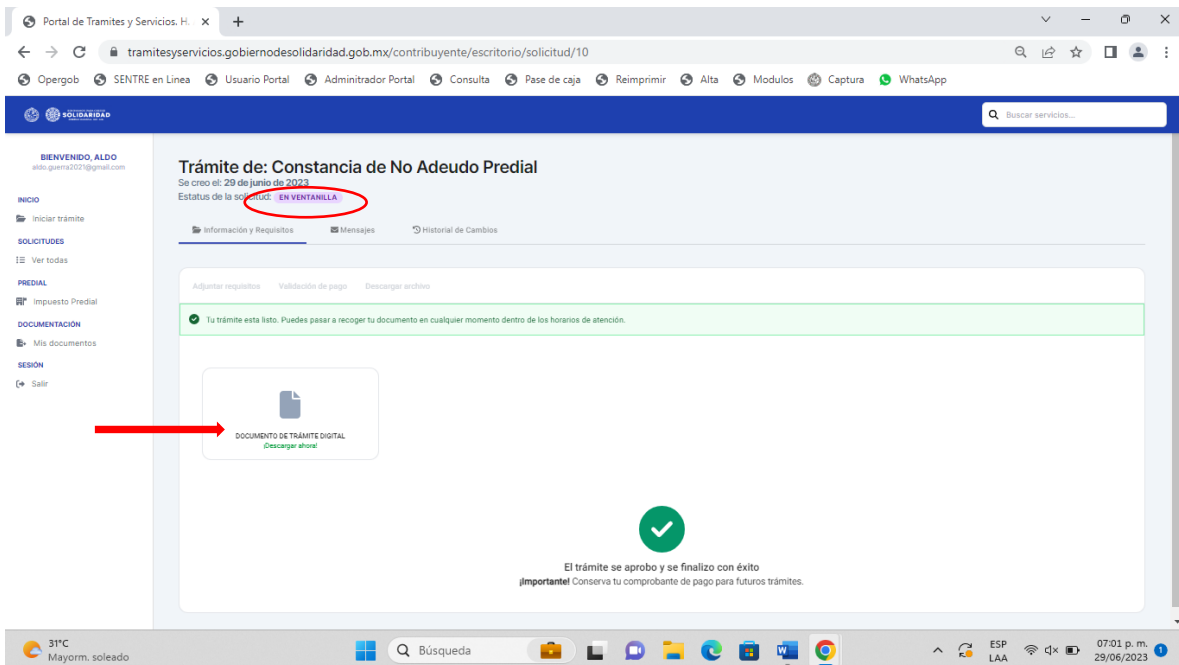 Portal de Tramites y Servicios. H.
tramitesyservicios.gobiernodesolidaridad.gob.mx/contribuyente/escritorio/solicitud/10
Opergob SENTRE en Linea Usuario Portal Adminitrador Portal Consulta Pase de caja Reimprimir Alta Modulos Captura WhatsApp
SOLIDARIDAD
Buscar servicios...
BIENVENIDO, ALDO
aldo.guerra2021@gmail.com
INICIO
Iniciar trámite
SOLICITUDES
Ver todas
PREDIAL
Impuesto Predial
DOCUMENTACIÓN
Mis documentos
SESIÓN
Salir
Trámite de: Constancia de No Adeudo Predial
Se creo el: 29 de junio de 2023
Estatus de la solicitud: EN VENTANILLA
Información y Requisitos Mensajes Historial de Cambios
Adjuntar requisitos Validación de pago Descargar archivo
Tu trámite esta listo. Puedes pasar a recoger tu documento en cualquier momento dentro de los horarios de atención.
DOCUMENTO DE TRÁMITE DIGITAL
¡Descargar ahora!
El trámite se aprobo y se finalizo con éxito
¡Importante! Conserva tu comprobante de pago para futuros trámites.
31°C
Mayorm. soleado
Búsqueda
ESP
LAA
07:01 p. m.
29/06/2023
1